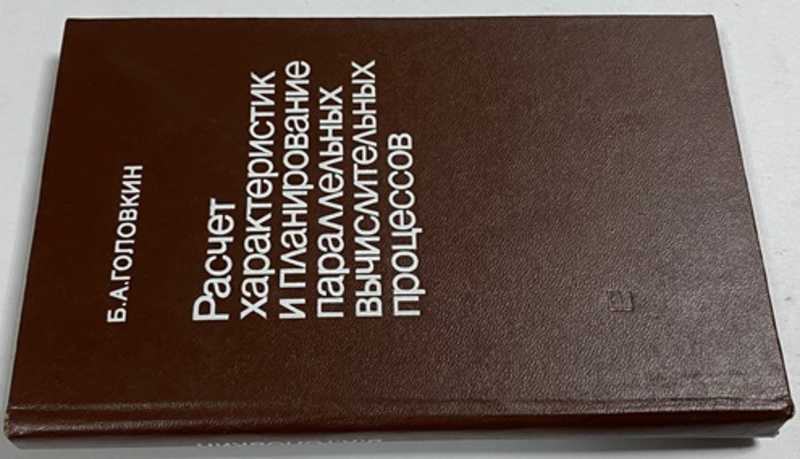 Б.А.ГОЛОВКИН
Расчет
характеристик
и планирование
параллельных
вычислительных
процессов